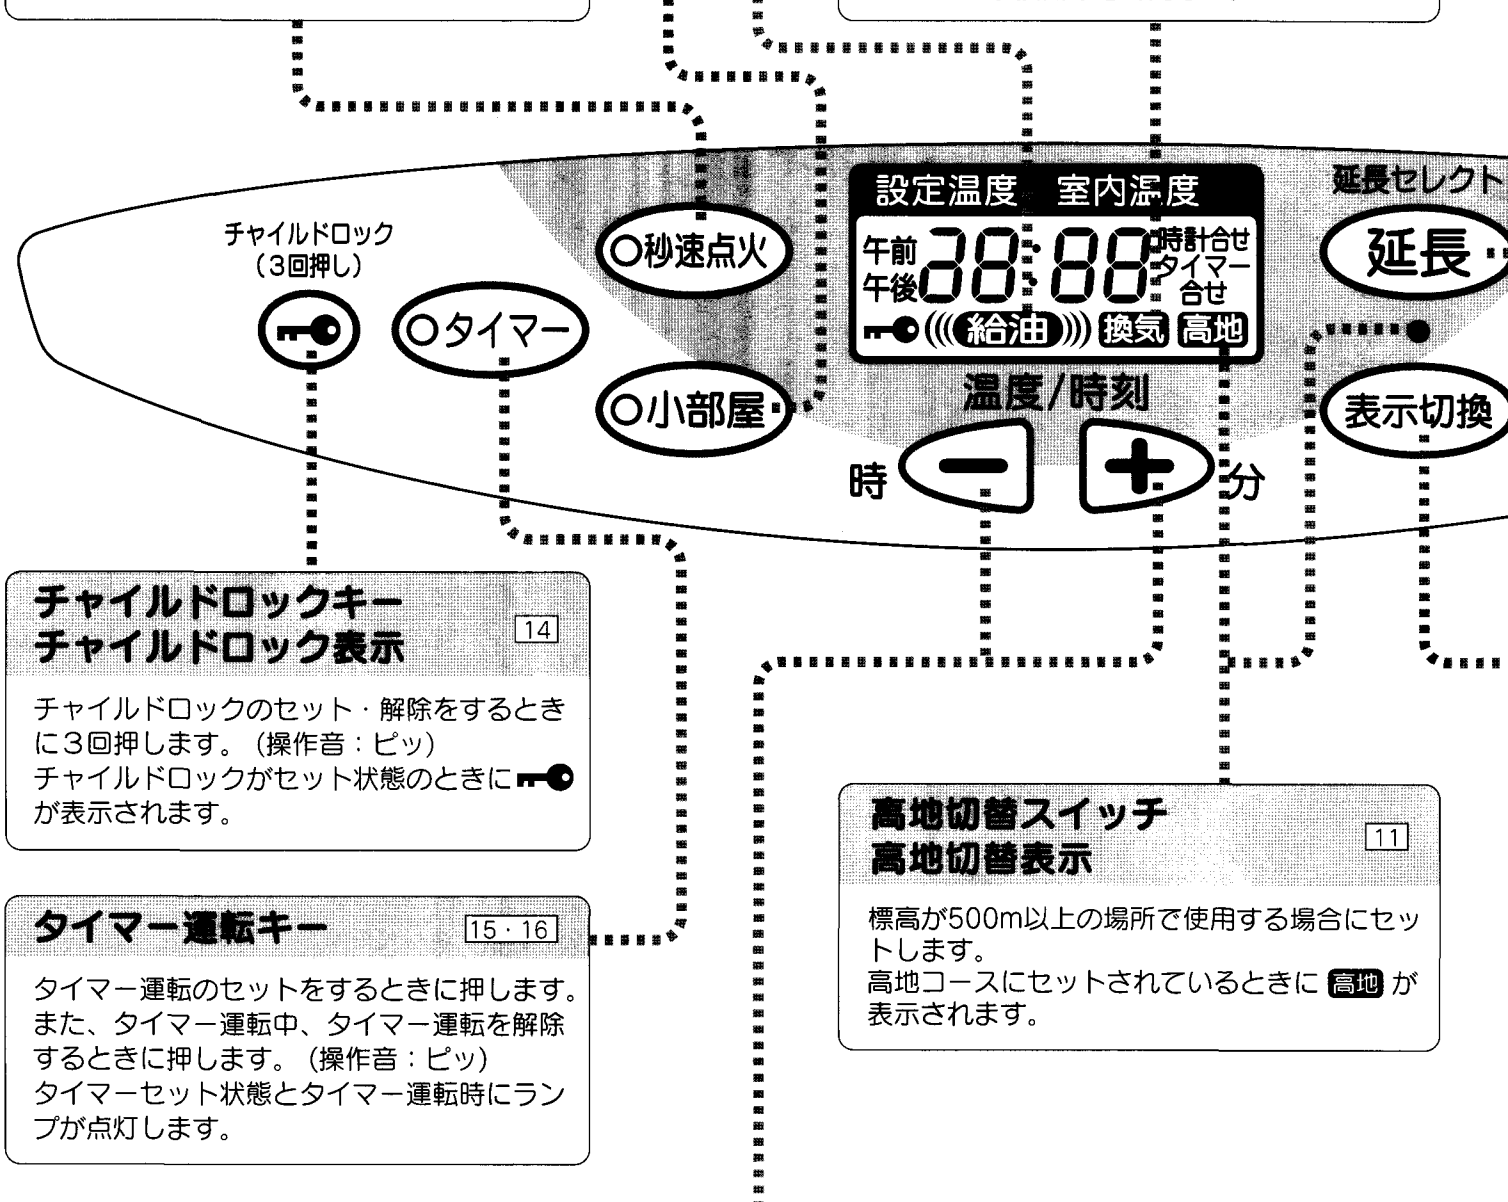 チャイルドロック
(3回押し)
タイマー
秒速点火
小部屋
設定温度 室内温度
午前 88:88 時計合せ
午後 タイマー
合せ
給油 換気 高地
温度/時刻
時 − + 分
延長セレクト
延長
表示切換
チャイルドロックキー
チャイルドロック表示
14
チャイルドロックのセット・解除をするとき
に3回押します。(操作音:ピッ)
チャイルドロックがセット状態のときに
が表示されます。
タイマー運転キー
15・16
タイマー運転のセットをするときに押します。
また、タイマー運転中、タイマー運転を解除
するときに押します。(操作音:ピッ)
タイマーセット状態とタイマー運転時にラン
プが点灯します。
高地切替スイッチ
高地切替表示
11
標高が500m以上の場所で使用する場合にセッ
トします。
高地コースにセットされているときに 高地 が
表示されます。